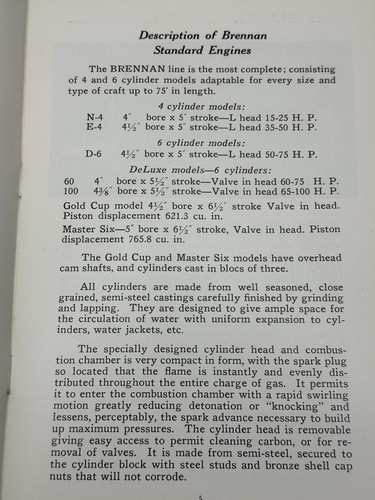 Description of Brennan
Standard Engines
The BRENNAN line is the most complete; consisting
of 4 and 6 cylinder models adaptable for every size and
type of craft up to 75' in length.
4 cylinder models:
N-4 4" bore x 5" stroke—L head 15-25 H. P.
E-4 4½" bore x 5" stroke—L head 35-50 H. P.
6 cylinder models:
D-6 4½" bore x 5" stroke—L head 50-75 H. P.
DeLuxe models—6 cylinders:
60 4" bore x 5½" stroke—Valve in head 60-75 H. P.
100 4⅜" bore x 5½" stroke—Valve in head 65-100 H. P.
Gold Cup model 4½" bore x 6½" stroke Valve in head.
Piston displacement 621.3 cu. in.
Master Six—5" bore x 6½" stroke, Valve in head. Piston
displacement 765.8 cu. in.
The Gold Cup and Master Six models have overhead
cam shafts, and cylinders cast in blocs of three.
All cylinders are made from well seasoned, close
grained, semi-steel castings carefully finished by grinding
and lapping. They are designed to give ample space for
the circulation of water with uniform expansion to cyl-
inders, water jackets, etc.
The specially designed cylinder head and combus-
tion chamber is very compact in form, with the spark plug
so located that the flame is instantly and evenly dis-
tributed throughout the entire charge of gas. It permits
it to enter the combustion chamber with a rapid swirling
motion greatly reducing detonation or "knocking" and
lessens, perceptably, the spark advance necessary to build
up maximum pressures. The cylinder head is removable
giving easy access to permit cleaning carbon, or for re-
moval of valves. It is made from semi-steel, secured to
the cylinder block with steel studs and bronze shell cap
nuts that will not corrode.
5